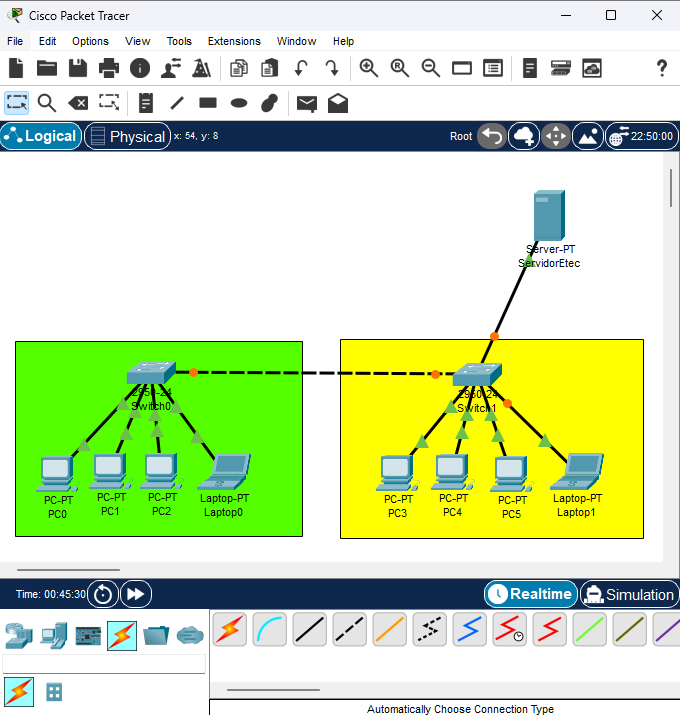 Cisco Packet Tracer
File Edit Options View Tools Extensions Window Help
Logical Physical x: 54, y: 8 Root 22:50:00
Server-PT
ServidorEtec
2950-24
Switch0
2950-24
Switch1
PC-PT
PC0
PC-PT
PC1
PC-PT
PC2
Laptop-PT
Laptop0
PC-PT
PC3
PC-PT
PC4
PC-PT
PC5
Laptop-PT
Laptop1
Time: 00:45:30 Realtime Simulation
Automatically Choose Connection Type